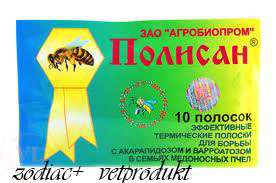 ЗАО "АГРОБИОПРОМ"
Полисан®
10 полосок
ЭФФЕКТИВНЫЕ
ТЕРМИЧЕСКИЕ ПОЛОСКИ
ДЛЯ БОРЬБЫ
С АКАРАПИДОЗОМ И ВАРРОАТОЗОМ
В СЕМЬЯХ МЕДОНОСНЫХ ПЧЕЛ
zodiac+ vetprodukt